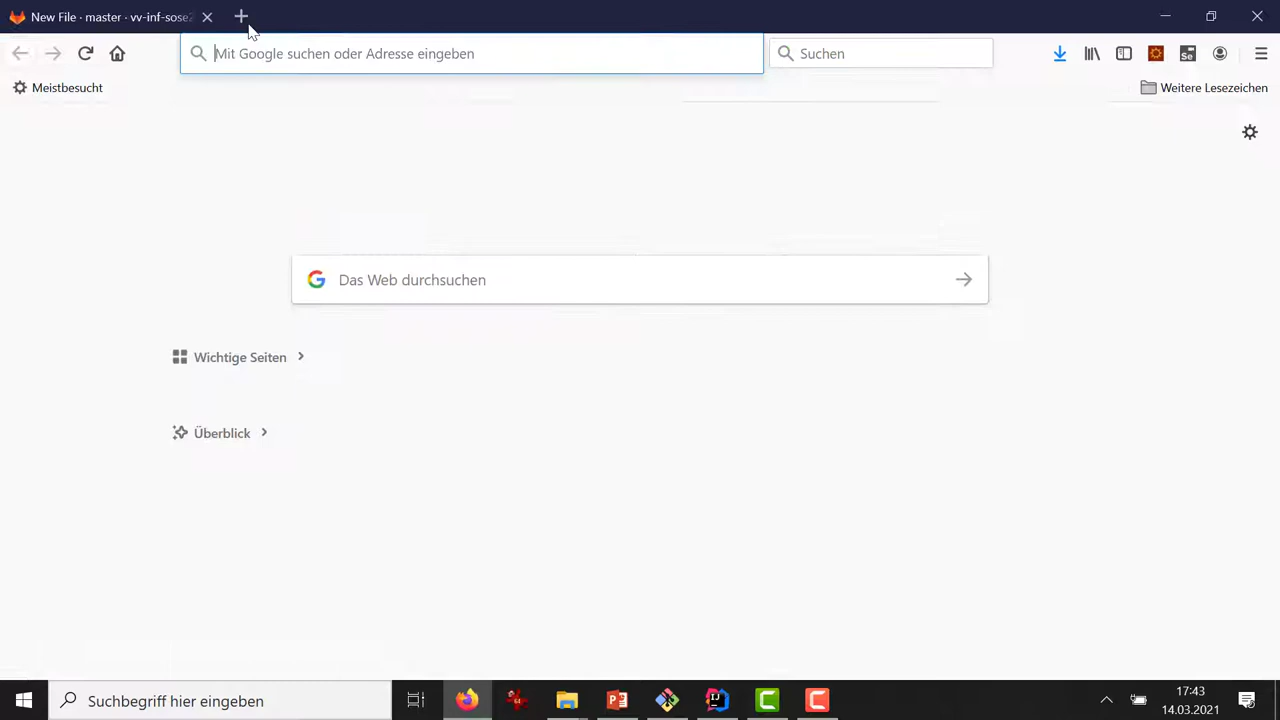 New File · master · vv-inf-sose2
Mit Google suchen oder Adresse eingeben
Suchen
Meistbesucht
Weitere Lesezeichen
Das Web durchsuchen
Wichtige Seiten
Überblick
Suchbegriff hier eingeben
17:43
14.03.2021